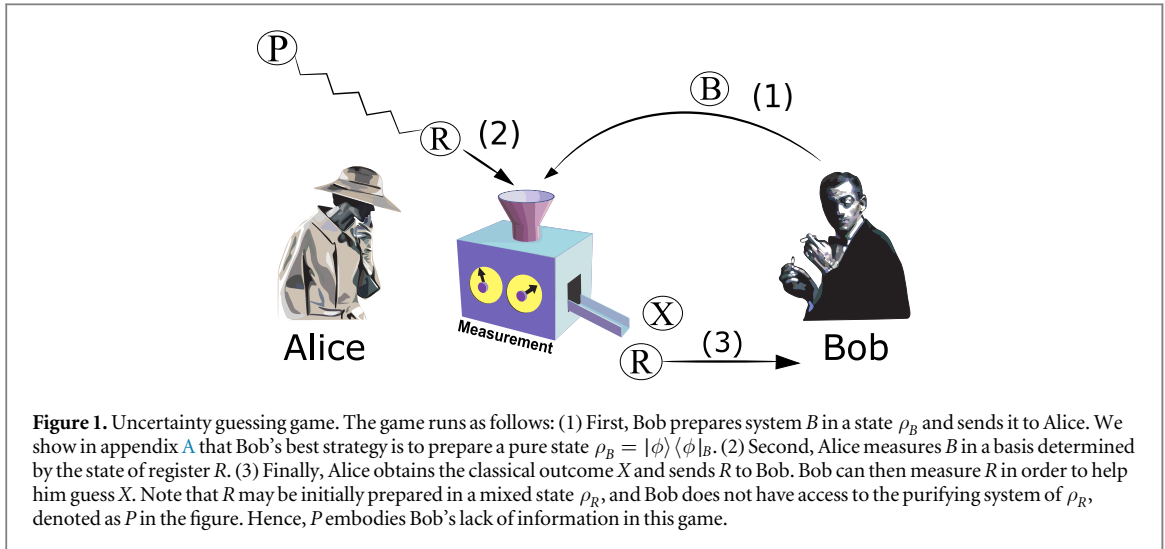 P
B
(1)
R
(2)
X
Measurement
Alice
R
(3)
Bob
Figure 1. Uncertainty guessing game. The game runs as follows: (1) First, Bob prepares system B in a state ρ_B and sends it to Alice. We
show in appendix A that Bob's best strategy is to prepare a pure state ρ_B = |ϕ⟩⟨ϕ|_B. (2) Second, Alice measures B in a basis determined
by the state of register R. (3) Finally, Alice obtains the classical outcome X and sends R to Bob. Bob can then measure R in order to help
him guess X. Note that R may be initially prepared in a mixed state ρ_R, and Bob does not have access to the purifying system of ρ_R,
denoted as P in the figure. Hence, P embodies Bob's lack of information in this game.